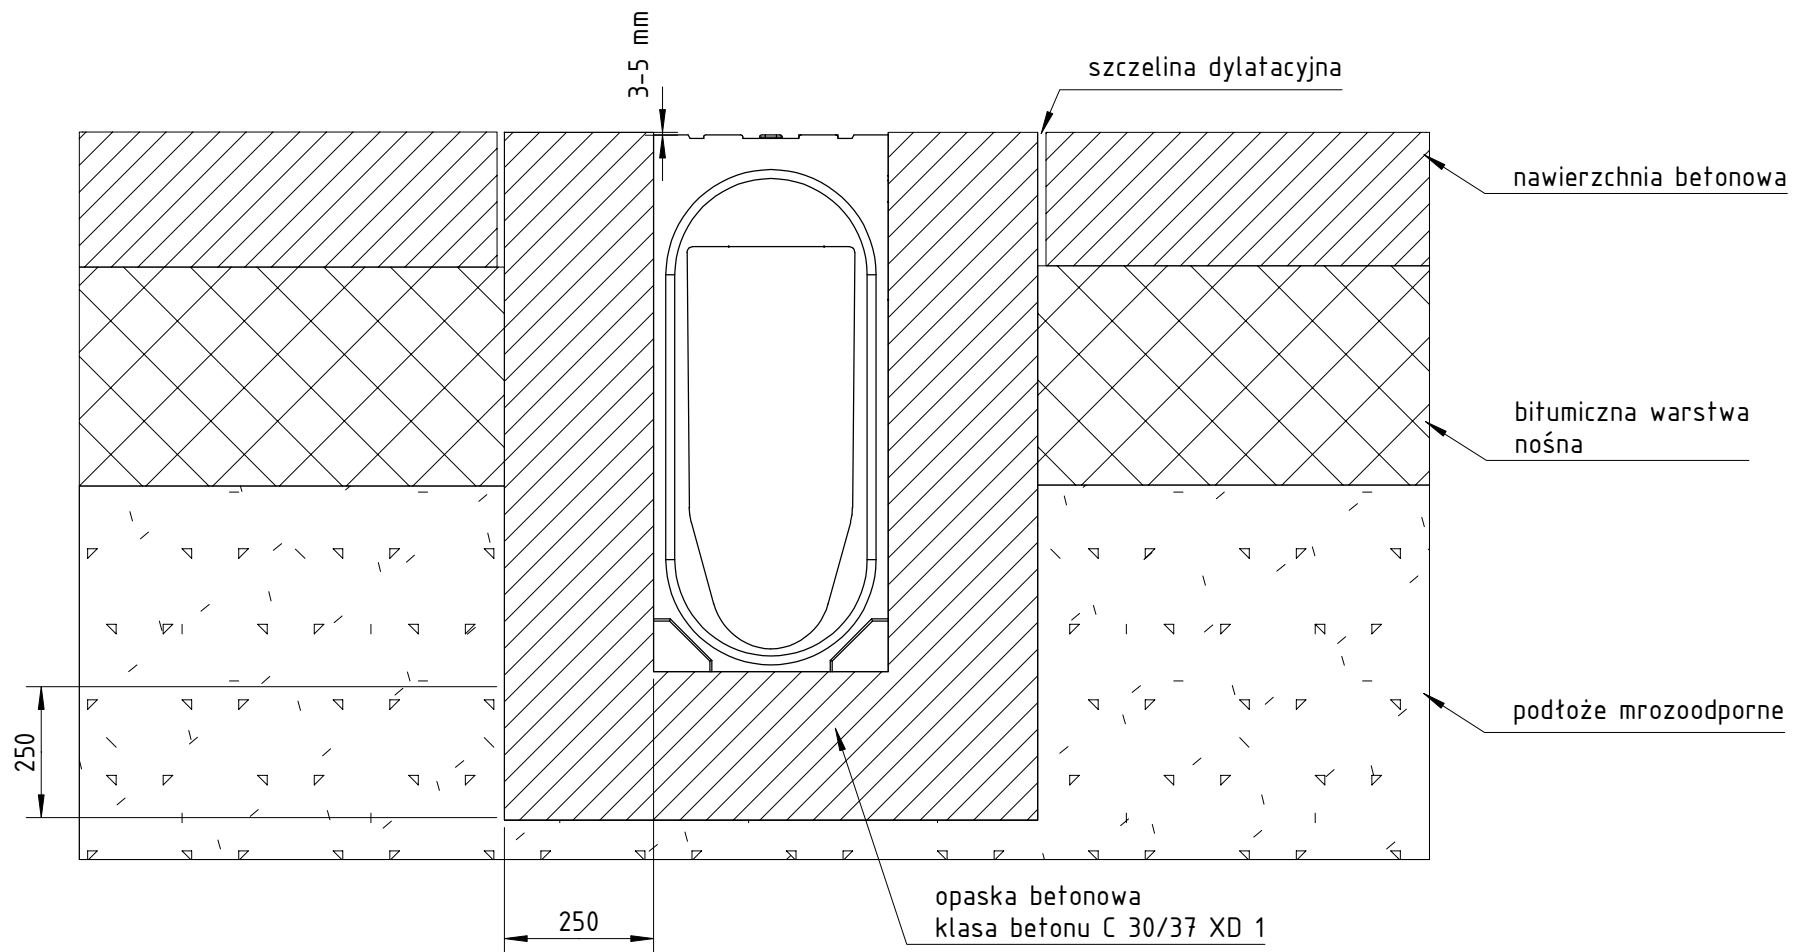 3-5 mm
szczelina dylatacyjna
nawierzchnia betonowa
bitumiczna warstwa
nośna
podłoże mrozoodporne
250
250
opaska betonowa
klasa betonu C 30/37 XD 1